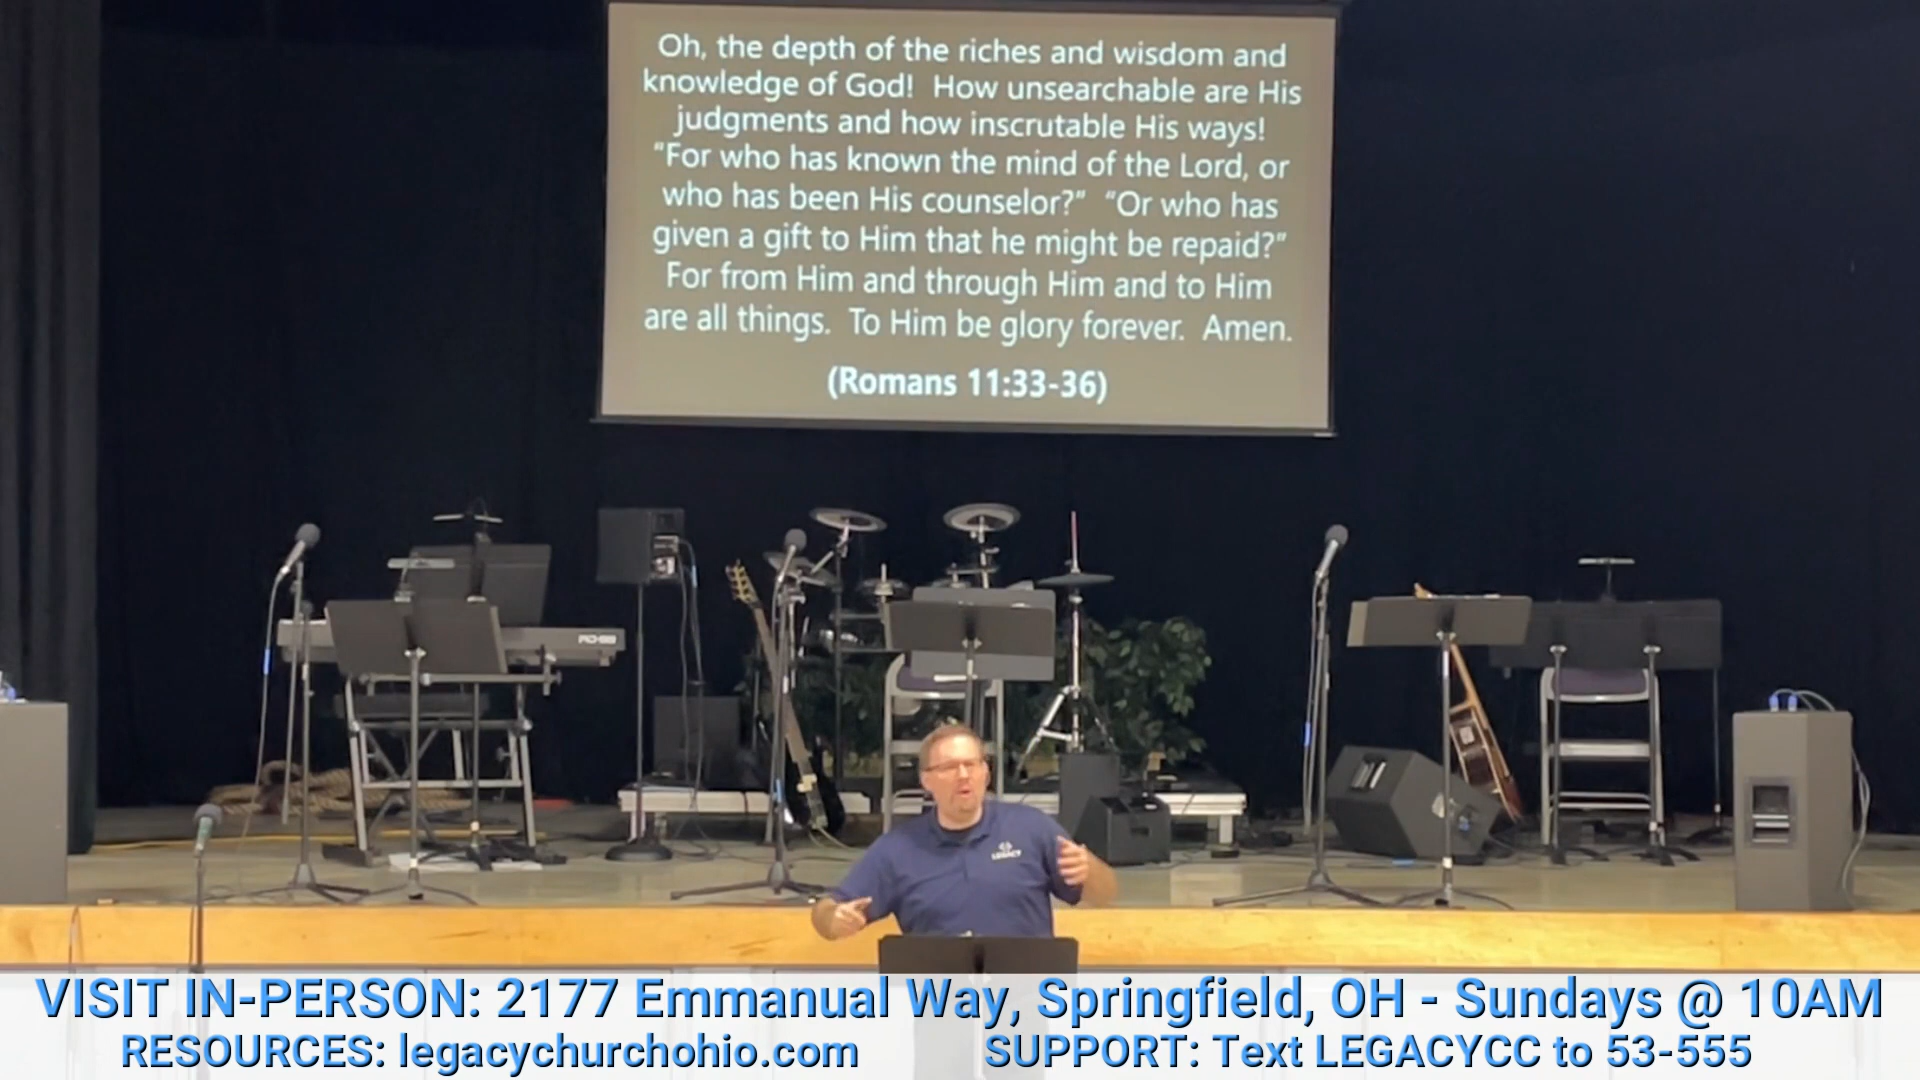 Oh, the depth of the riches and wisdom and
knowledge of God! How unsearchable are His
judgments and how inscrutable His ways!
“For who has known the mind of the Lord, or
who has been His counselor?” “Or who has
given a gift to Him that he might be repaid?”
For from Him and through Him and to Him
are all things. To Him be glory forever. Amen.
(Romans 11:33-36)
LEGACY
VISIT IN-PERSON: 2177 Emmanual Way, Springfield, OH - Sundays @ 10AM
RESOURCES: legacychurchohio.com
SUPPORT: Text LEGACYCC to 53-555